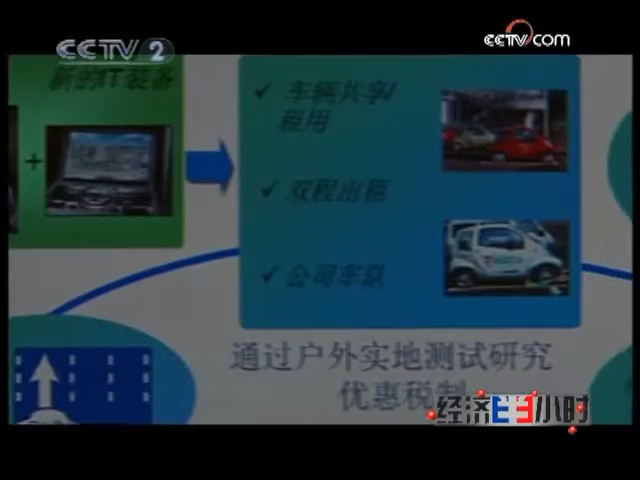 CCTV 2
CCTV.com
新的IT装备
+
✓ 车辆共享/
租用
✓ 双程出租
✓ 公司车队
通过户外实地测试研究
优惠税制
经济半小时